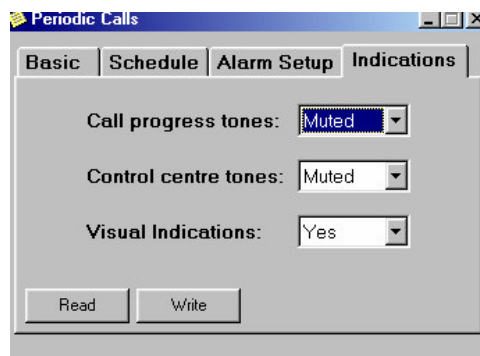 Periodic Calls
Basic Schedule Alarm Setup Indications
Call progress tones: Muted
Control centre tones: Muted
Visual Indications: Yes
Read Write